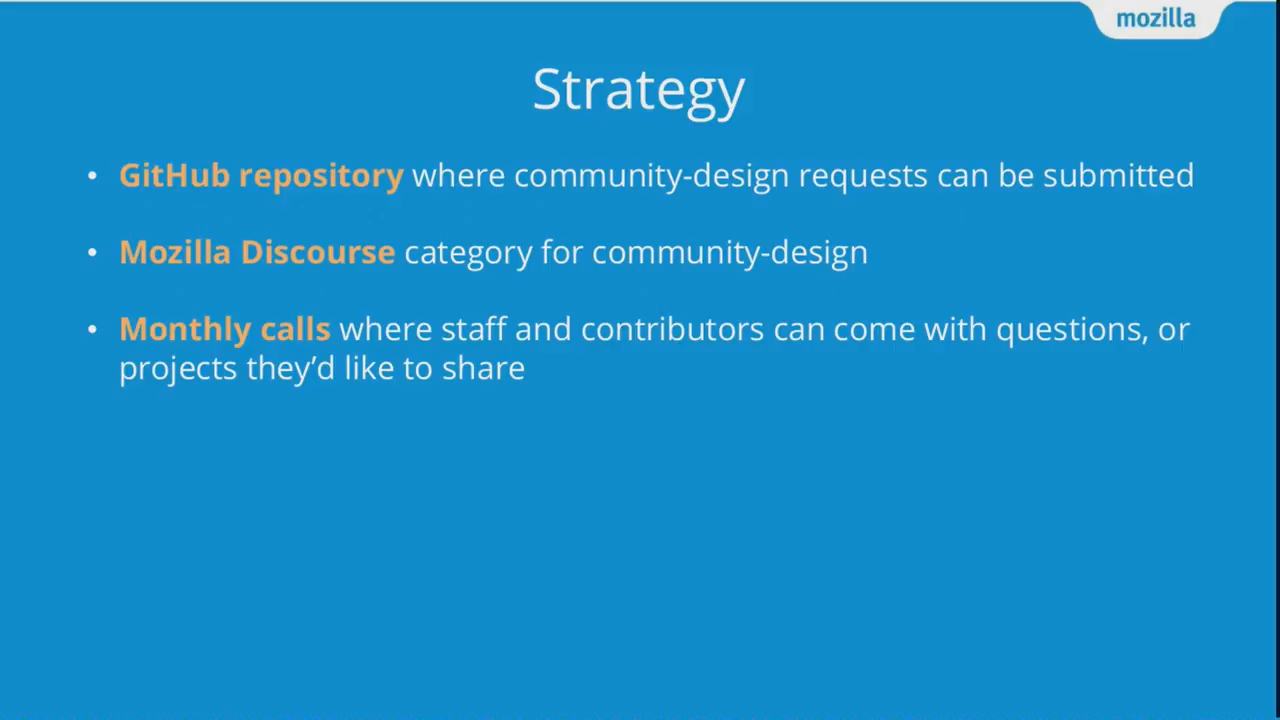 mozilla
Strategy
• GitHub repository where community-design requests can be submitted
• Mozilla Discourse category for community-design
• Monthly calls where staff and contributors can come with questions, or
projects they’d like to share